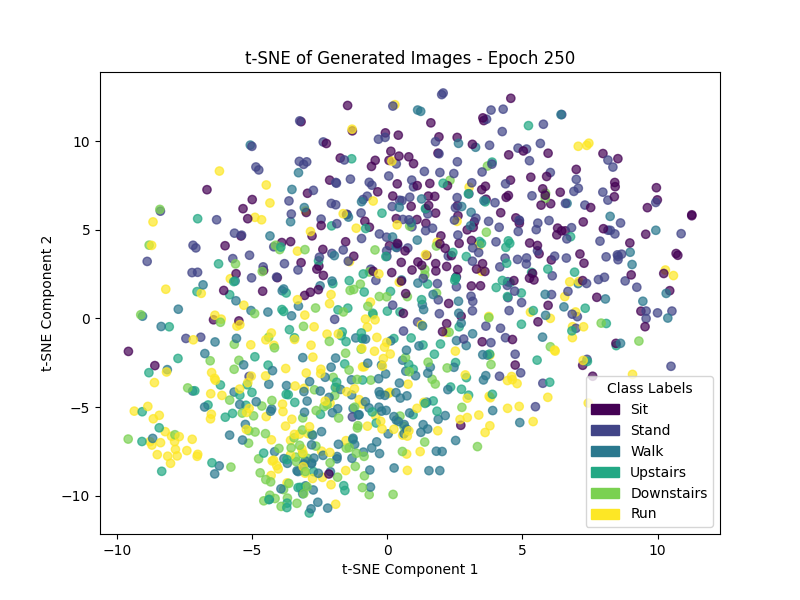 t-SNE of Generated Images - Epoch 250
t-SNE Component 2
10
5
0
−5
−10
Class Labels
Sit
Stand
Walk
Upstairs
Downstairs
Run
−10 −5 0 5 10
t-SNE Component 1